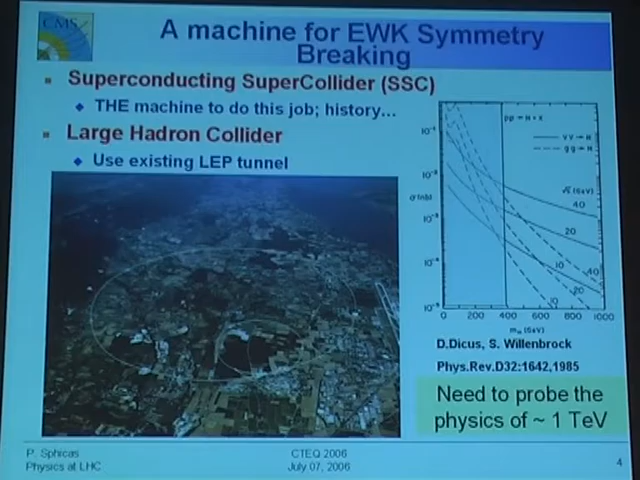 CMS
A machine for EWK Symmetry
Breaking
Superconducting SuperCollider (SSC)
THE machine to do this job; history...
Large Hadron Collider
Use existing LEP tunnel
pp → H + X
VV → H
gg → H
40
20
10
40
20
10
0 200 400 600 800 1000
D.Dicus, S. Willenbrock
Phys.Rev.D32:1642,1985
Need to probe the
physics of ~ 1 TeV
P. Sphicas
Physics at LHC
CTEQ 2006
July 07, 2006
4